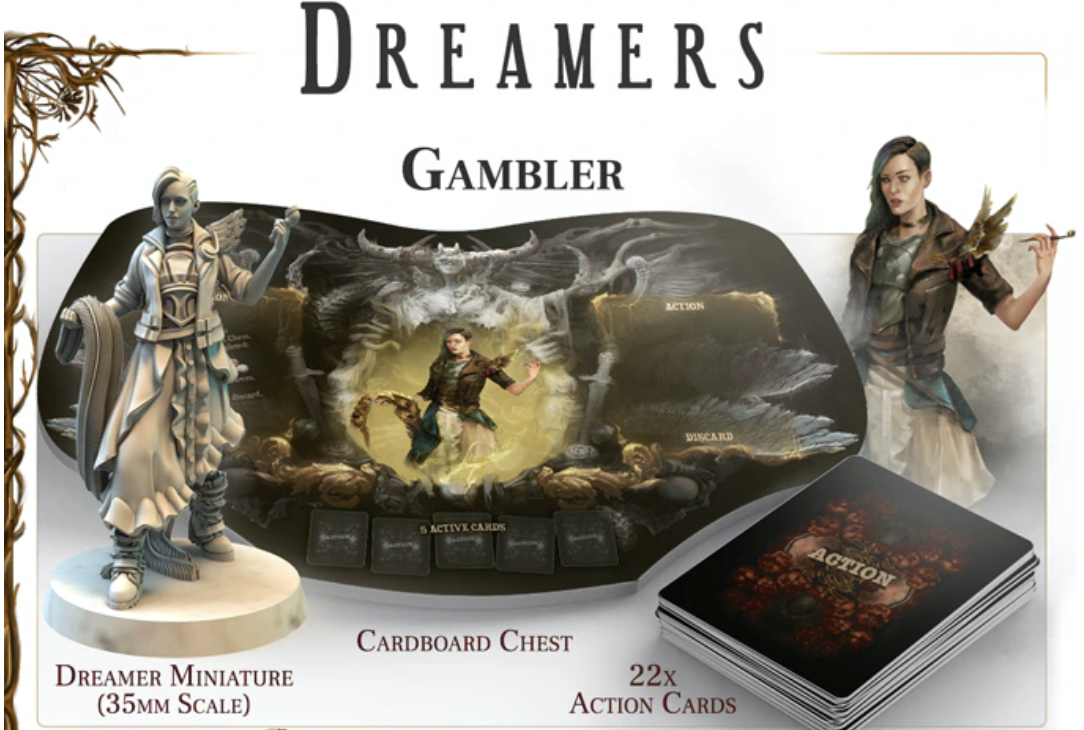 DREAMERS
GAMBLER
ACTION
DISCARD
5 ACTIVE CARDS
ACTION
CARDBOARD CHEST
DREAMER MINIATURE
(35MM SCALE)
22X
ACTION CARDS